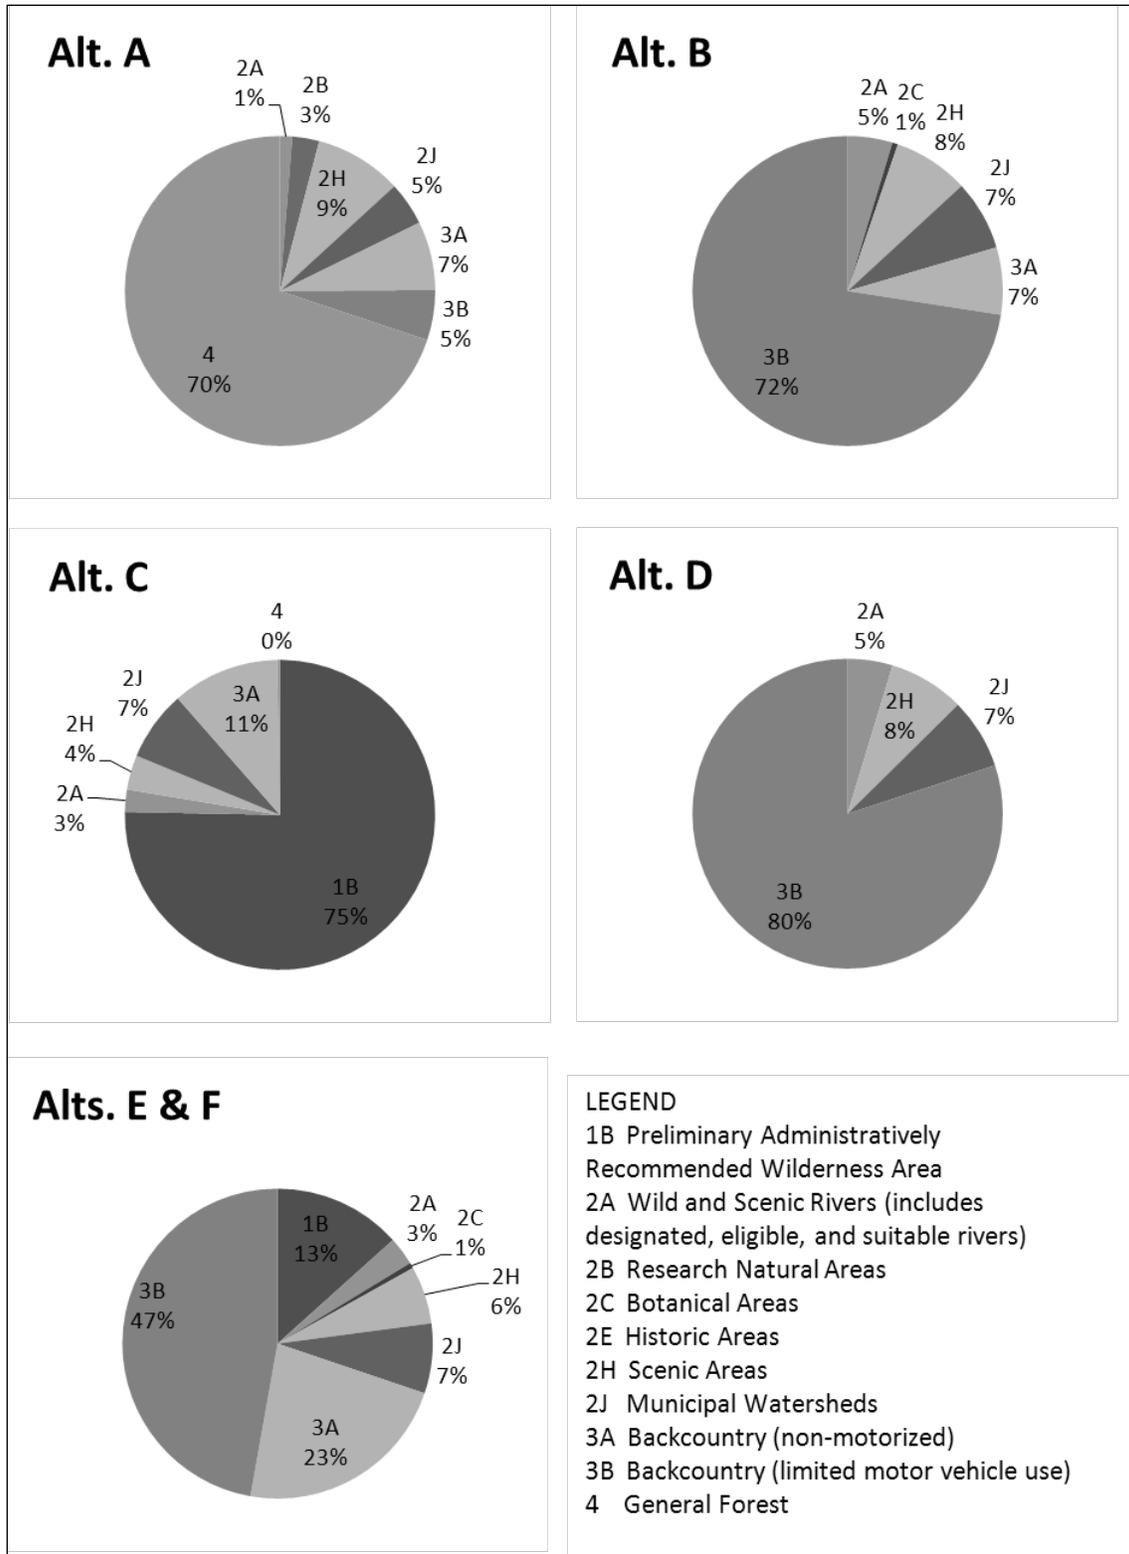 Alt. A
2A
1%
2B
3%
2H
9%
2J
5%
3A
7%
3B
5%
4
70%
Alt. B
2A
5%
2C
1%
2H
8%
2J
7%
3A
7%
3B
72%
Alt. C
4
0%
3A
11%
2J
7%
2H
4%
2A
3%
1B
75%
Alt. D
2A
5%
2H
8%
2J
7%
3B
80%
Alts. E & F
1B
13%
2A
3%
2C
1%
2H
6%
2J
7%
3A
23%
3B
47%
LEGEND
1B Preliminary Administratively
Recommended Wilderness Area
2A Wild and Scenic Rivers (includes
designated, eligible, and suitable rivers)
2B Research Natural Areas
2C Botanical Areas
2E Historic Areas
2H Scenic Areas
2J Municipal Watersheds
3A Backcountry (non-motorized)
3B Backcountry (limited motor vehicle use)
4 General Forest